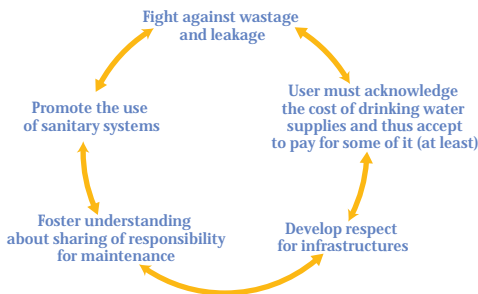 Fight against wastage
and leakage
User must acknowledge
the cost of drinking water
supplies and thus accept
to pay for some of it (at least)
Develop respect
for infrastructures
Foster understanding
about sharing of responsibility
for maintenance
Promote the use
of sanitary systems